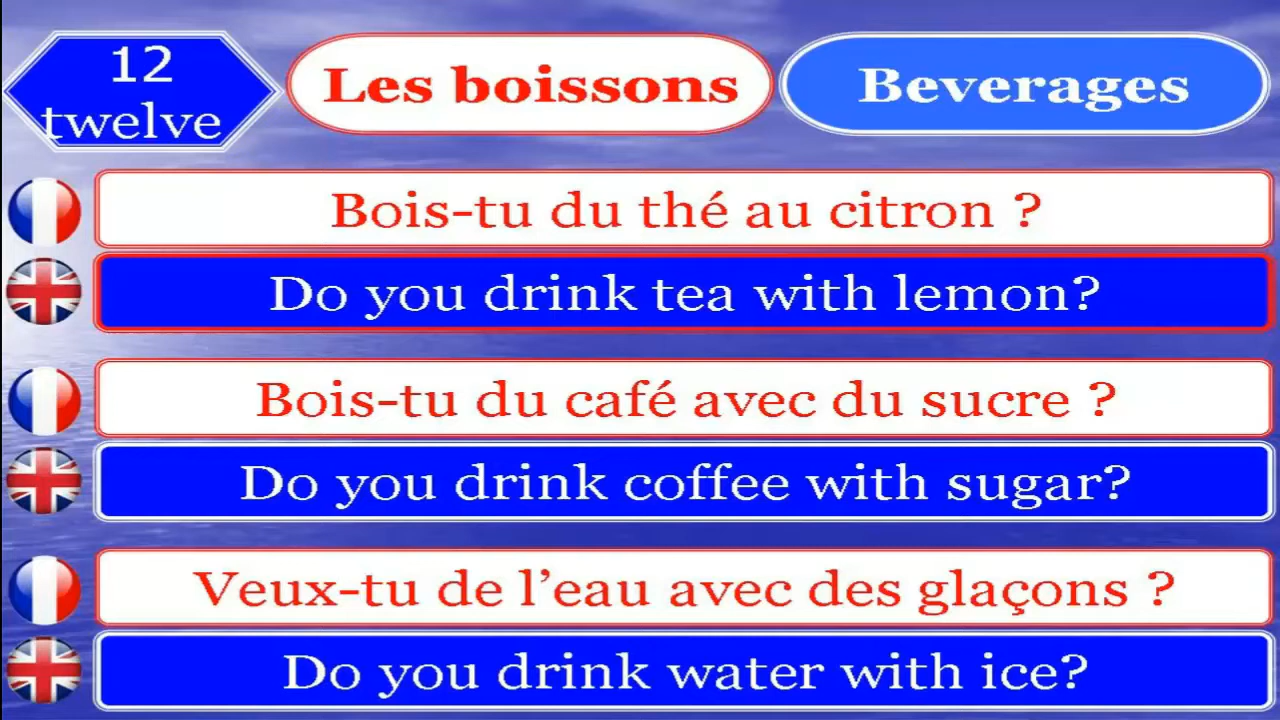 12
twelve
Les boissons
Beverages
Bois-tu du thé au citron ?
Do you drink tea with lemon?
Bois-tu du café avec du sucre ?
Do you drink coffee with sugar?
Veux-tu de l’eau avec des glaçons ?
Do you drink water with ice?